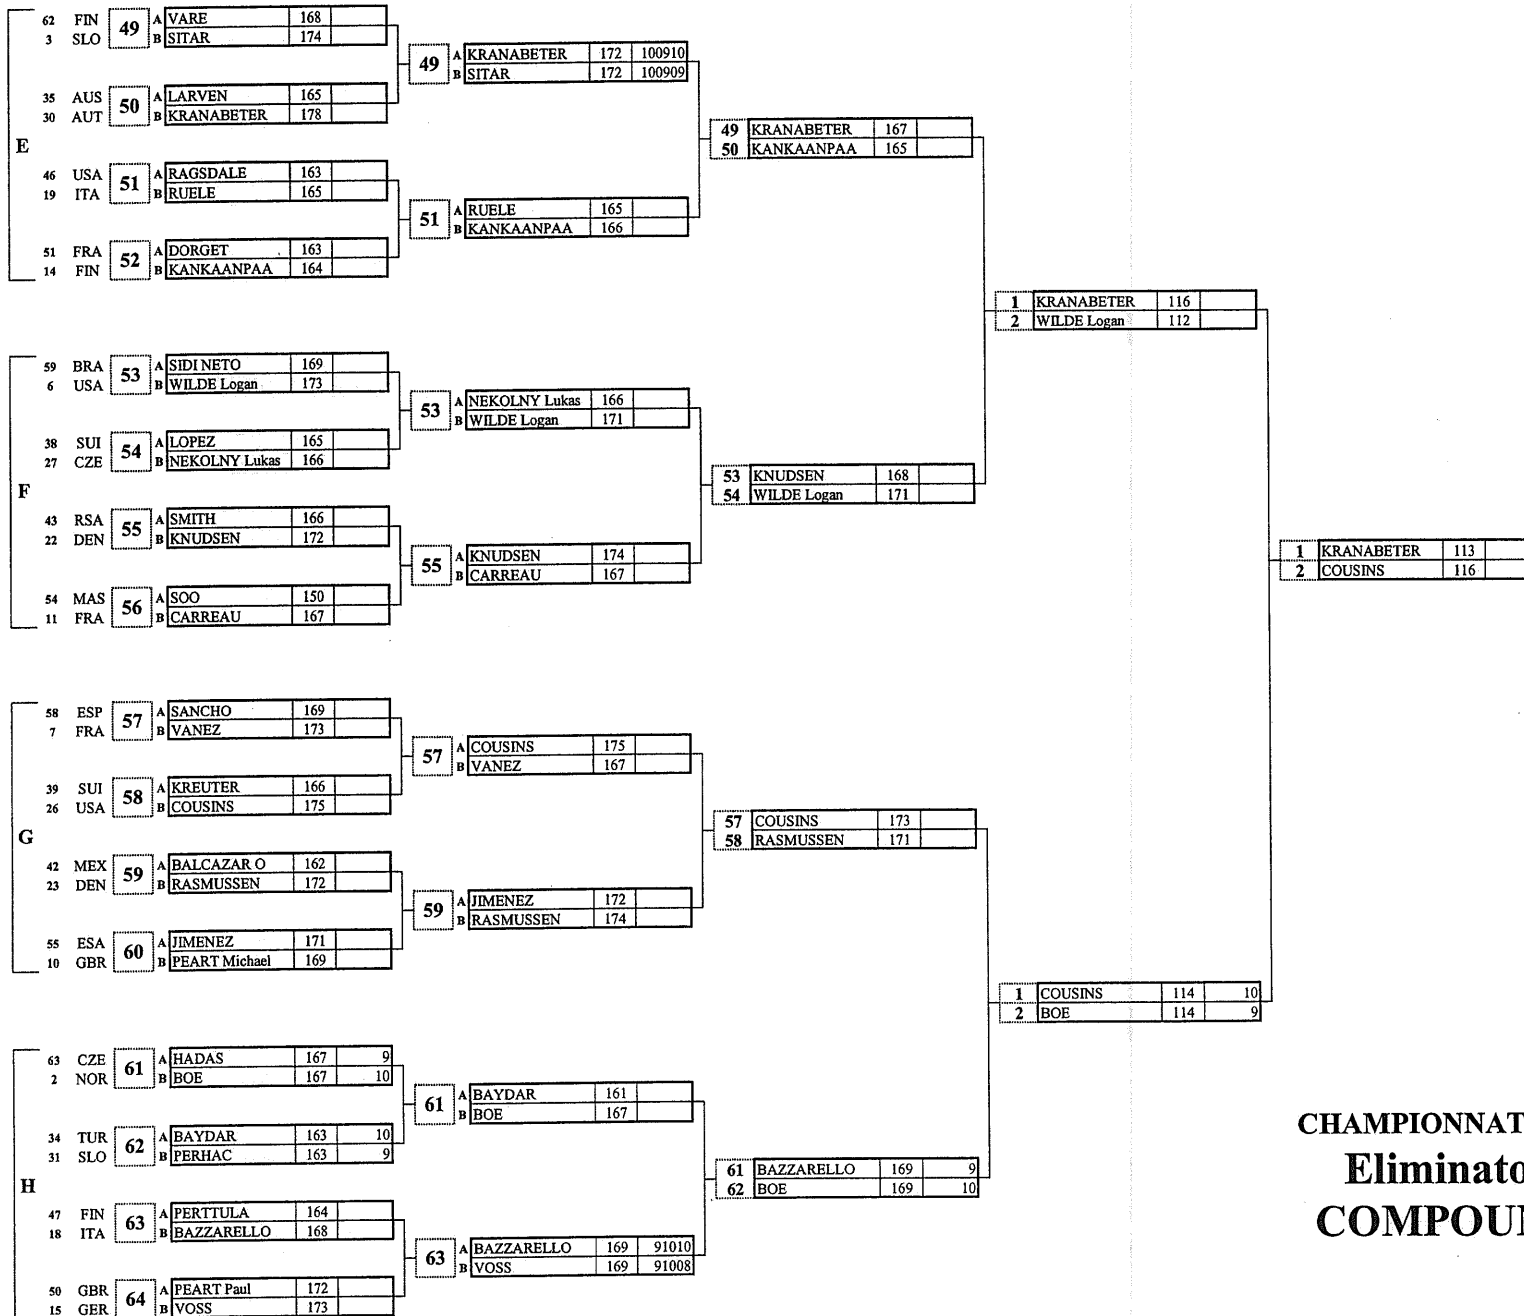 E
62 FIN 49 A VARE 168
3 SLO B SITAR 174
35 AUS 50 A LARVEN 165
30 AUT B KRANABETER 178
46 USA 51 A RAGSDALE 163
19 ITA B RUELE 165
51 FRA 52 A DORGET 163
14 FIN B KANKAANPAA 164
F
59 BRA 53 A SIDI NETO 169
6 USA B WILDE Logan 173
38 SUI 54 A LOPEZ 165
27 CZE B NEKOLNY Lukas 166
43 RSA 55 A SMITH 166
22 DEN B KNUDSEN 172
54 MAS 56 A SOO 150
11 FRA B CARREAU 167
G
58 ESP 57 A SANCHO 169
7 FRA B VANEZ 173
39 SUI 58 A KREUTER 166
26 USA B COUSINS 175
42 MEX 59 A BALCAZAR O 162
23 DEN B RASMUSSEN 172
55 ESA 60 A JIMENEZ 171
10 GBR B PEART Michael 169
H
63 CZE 61 A HADAS 167 9
2 NOR B BOE 167 10
34 TUR 62 A BAYDAR 163 10
31 SLO B PERHAC 163 9
47 FIN 63 A PERTTULA 164
18 ITA B BAZZARELLO 168
50 GBR 64 A PEART Paul 172
15 GER B VOSS 173
49 A KRANABETER 172 100910
B SITAR 172 100909
51 A RUELE 165
B KANKAANPAA 166
53 A NEKOLNY Lukas 166
B WILDE Logan 171
55 A KNUDSEN 174
B CARREAU 167
57 A COUSINS 175
B VANEZ 167
59 A JIMENEZ 172
B RASMUSSEN 174
61 A BAYDAR 161
B BOE 167
63 A BAZZARELLO 169 91010
B VOSS 169 91008
49 KRANABETER 167
50 KANKAANPAA 165
53 KNUDSEN 168
54 WILDE Logan 171
57 COUSINS 173
58 RASMUSSEN 171
61 BAZZARELLO 169 9
62 BOE 169 10
1 KRANABETER 116
2 WILDE Logan 112
1 COUSINS 114 10
2 BOE 114 9
1 KRANABETER 113
2 COUSINS 116
CHAMPIONNAT
Eliminato
COMPOU